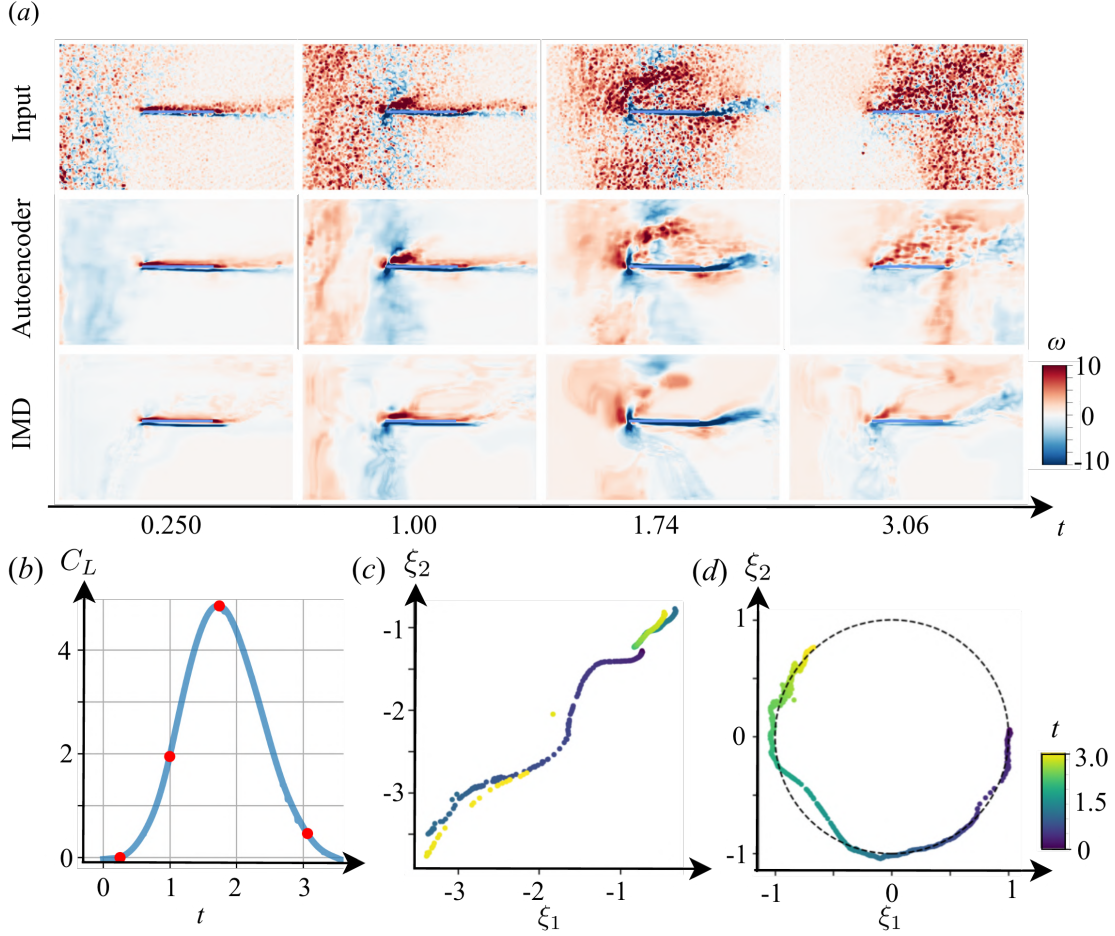 (a)
Input
Autoencoder
IMD
ω
10
0
-10
0.250 1.00 1.74 3.06 t
(b) C_L
4
2
0
0 1 2 3
t
(c) ξ₂
-1
-2
-3
-3 -2 -1
ξ₁
(d) ξ₂
1
0
-1
-1 0 1
ξ₁
t
3.0
1.5
0